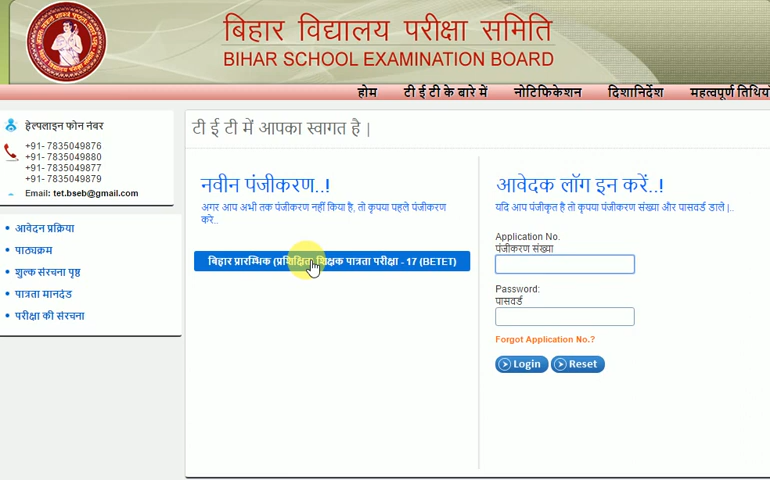 बिहार विद्यालय परीक्षा समिति
BIHAR SCHOOL EXAMINATION BOARD
होम टी ई टी के बारे में नोटिफिकेशन दिशानिर्देश महत्वपूर्ण तिथियाँ
हेल्पलाइन फोन नंबर
+91- 7835049876
+91- 7835049880
+91- 7835049877
+91- 7835049879
Email: tet.bseb@gmail.com
आवेदन प्रक्रिया
पाठ्यक्रम
शुल्क संरचना पृष्ठ
पात्रता मानदंड
परीक्षा की संरचना
टी ई टी में आपका स्वागत है |
नवीन पंजीकरण..!
अगर आप अभी तक पंजीकरण नहीं किया है, तो कृपया पहले पंजीकरण
करे..
बिहार प्रारम्भिक (प्रशिक्षित) शिक्षक पात्रता परीक्षा - 17 (BETET)
आवेदक लॉग इन करें..!
यदि आप पंजीकृत है तो कृपया पंजीकरण संख्या और पासवर्ड डाले |..
Application No.
पंजीकरण संख्या
Password:
पासवर्ड
Forgot Application No.?
Login Reset